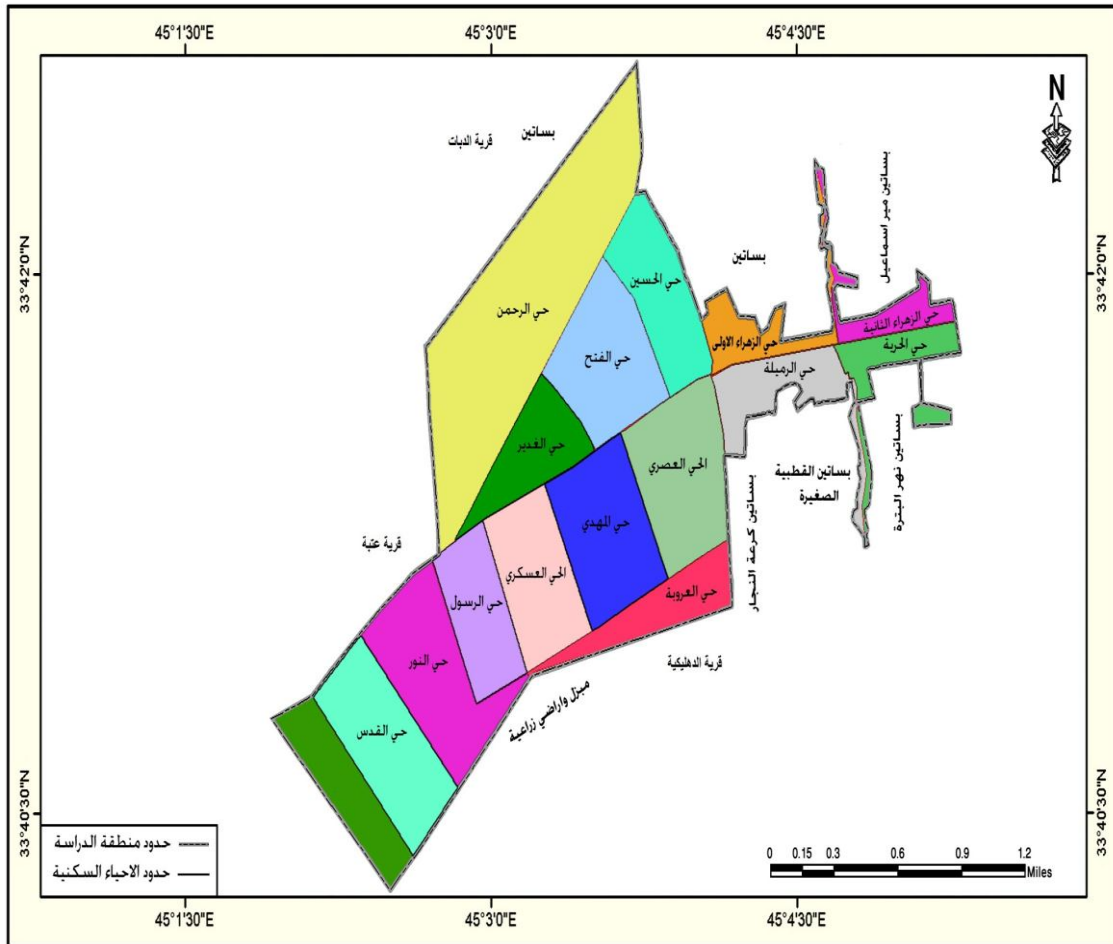 45°1'30"E
45°3'0"E
45°4'30"E
N
بساتين
قرية الدبات
بساتين مير اسماعيل
33°42'0"N
33°42'0"N
بساتين
حي الحسين
حي الرحمن
حي الزهراء الثانية
حي الزهراء الاولى
حي الحرية
حي الفتح
حي الرميلة
حي الغدير
الحي العصري
بساتين القطبية
الصغيرة
بساتين نهر البترة
حي المهدي
قرية عتبة
بساتين كرعة النجار
الحي العسكري
حي الرسول
حي العروبة
حي النور
قرية الدهليكية
مبزل واراضي زراعية
حي القدس
33°40'30"N
33°40'30"N
حدود منطقة الدراسة
حدود الاحياء السكنية
0 0.15 0.3 0.6 0.9 1.2
Miles
45°1'30"E
45°3'0"E
45°4'30"E